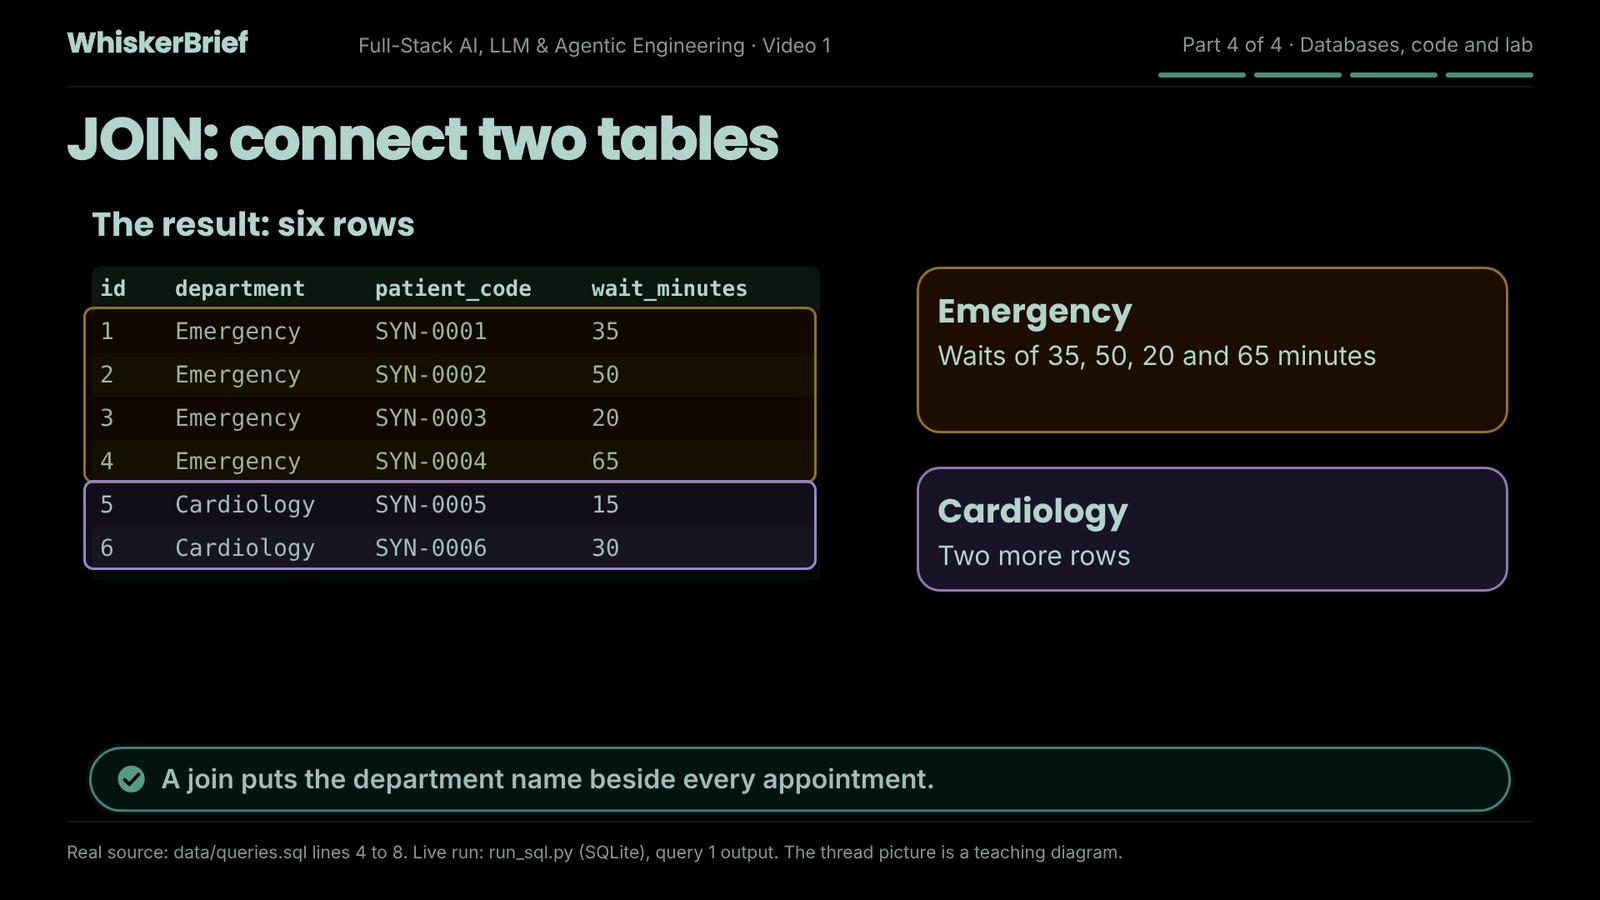 WhiskerBrief
Full-Stack AI, LLM & Agentic Engineering · Video 1
Part 4 of 4 · Databases, code and lab
JOIN: connect two tables
The result: six rows
id department patient_code wait_minutes
1 Emergency SYN-0001 35
2 Emergency SYN-0002 50
3 Emergency SYN-0003 20
4 Emergency SYN-0004 65
5 Cardiology SYN-0005 15
6 Cardiology SYN-0006 30
Emergency
Waits of 35, 50, 20 and 65 minutes
Cardiology
Two more rows
A join puts the department name beside every appointment.
Real source: data/queries.sql lines 4 to 8. Live run: run_sql.py (SQLite), query 1 output. The thread picture is a teaching diagram.